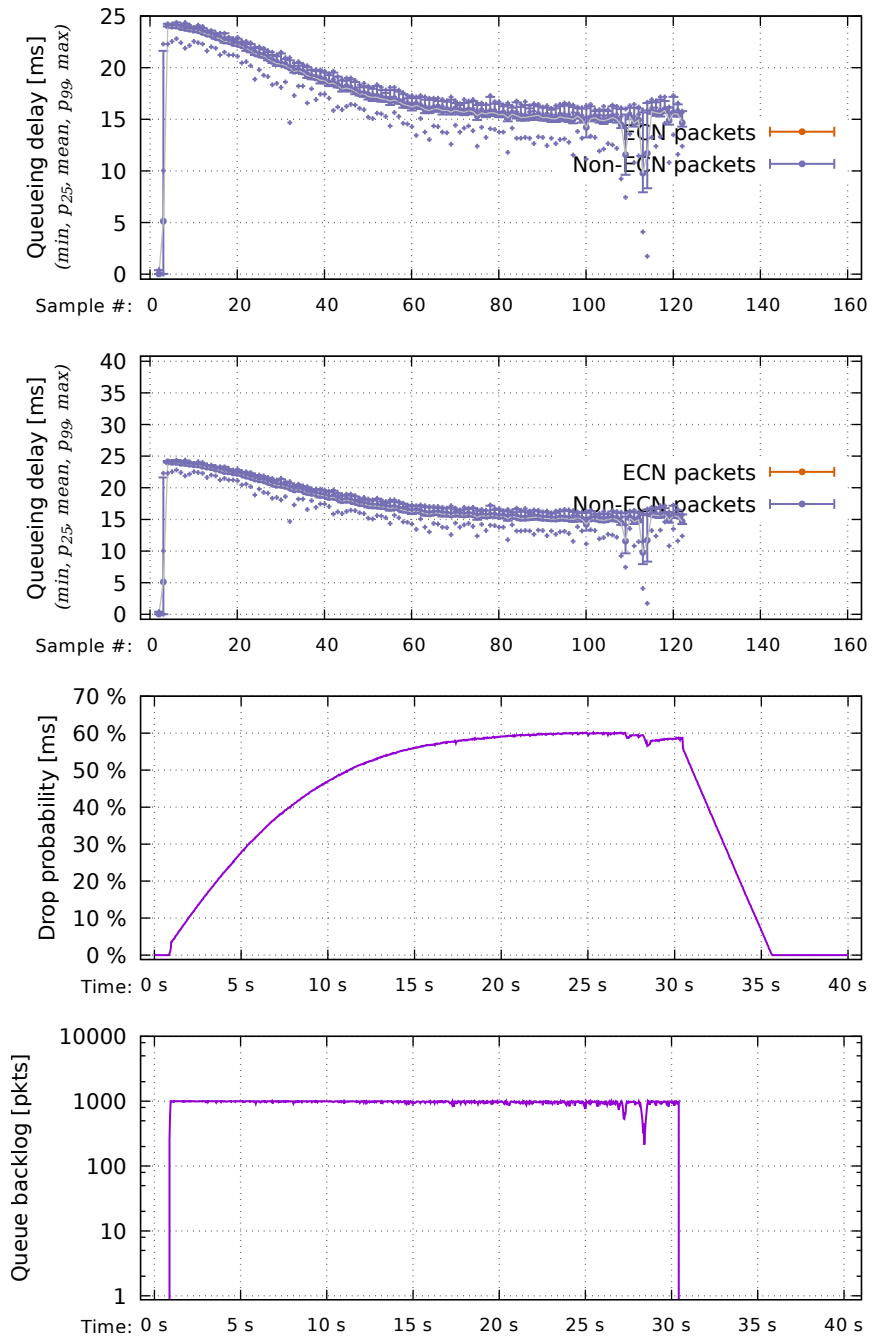 25
20
15
10
5
0
Queueing delay [ms]
(min, p25, mean, p99, max)
ECN packets
Non-ECN packets
Sample #: 0 20 40 60 80 100 120 140 160
40
35
30
25
20
15
10
5
0
Queueing delay [ms]
(min, p25, mean, p99, max)
ECN packets
Non-ECN packets
Sample #: 0 20 40 60 80 100 120 140 160
70 %
60 %
50 %
40 %
30 %
20 %
10 %
0 %
Drop probability [ms]
Time: 0 s 5 s 10 s 15 s 20 s 25 s 30 s 35 s 40 s
1000
1000
100
10
1
Queue backlog [pkts]
Time: 0 s 5 s 10 s 15 s 20 s 25 s 30 s 35 s 40 s